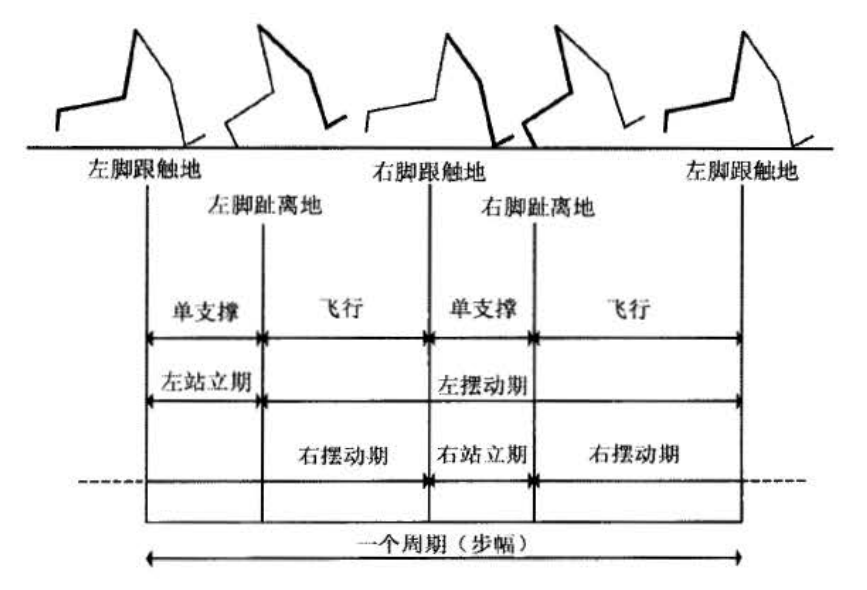 左脚跟触地 右脚跟触地 左脚跟触地
左脚趾离地 右脚趾离地
单支撑 飞行 单支撑 飞行
左站立期 左摆动期
右摆动期 右站立期 右摆动期
一个周期（步幅）